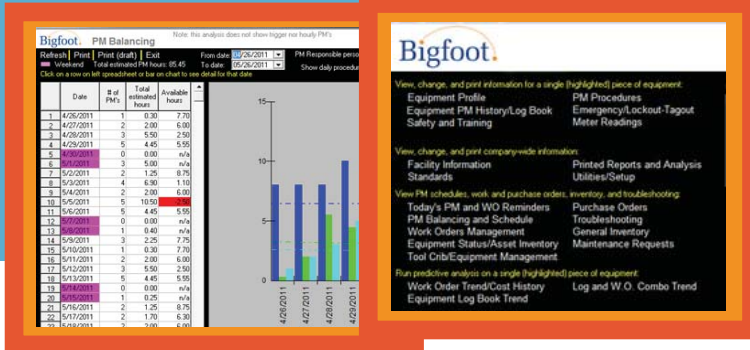 Bigfoot. PM Balancing
Note: this analysis does not show trigger nor hourly PM's
Refresh | Print | Print (draft) | Exit
From date: /26/2011
PM Responsible perso
Weekend Total estimated PM hours: 85.45
To date: 05/26/2011
Show daily procedur
Click on a row on left spreadsheet or bar on chart to see detail for that date
Date # of PM's Total estimated hours Available hours
1 4/26/2011 1 0.30 7.70
2 4/27/2011 2 2.00 6.00
3 4/28/2011 3 5.50 2.50
4 4/29/2011 5 4.45 5.55
5 4/30/2011 0 0.00 n/a
6 5/1/2011 3 5.00 n/a
7 5/2/2011 2 1.25 8.75
8 5/3/2011 4 6.90 1.10
9 5/4/2011 2 2.00 6.00
10 5/5/2011 5 10.50 -2.50
11 5/6/2011 5 4.45 5.55
12 5/7/2011 0 0.00 n/a
13 5/8/2011 1 0.40 n/a
14 5/9/2011 3 2.25 7.75
15 5/10/2011 1 0.30 7.70
16 5/11/2011 2 2.00 6.00
17 5/12/2011 3 5.50 2.50
18 5/13/2011 5 4.45 5.55
19 5/14/2011 0 0.00 n/a
20 5/15/2011 1 0.25 n/a
21 5/16/2011 2 1.25 8.75
22 5/17/2011 2 1.70 6.30
23 5/18/2011 2 2.00 6.00
15
10
5
0
4/26/2011
4/27/2011
4/28/2011
4/29/2011
Bigfoot.
View, change, and print information for a single (highlighted) piece of equipment:
Equipment Profile PM Procedures
Equipment PM History/Log Book Emergency/Lockout-Tagout
Safety and Training Meter Readings
View, change, and print company-wide information:
Facility Information Printed Reports and Analysis
Standards Utilities/Setup
View PM schedules, work and purchase orders, inventory, and troubleshooting:
Today's PM and WO Reminders Purchase Orders
PM Balancing and Schedule Troubleshooting
Work Orders Management General Inventory
Equipment Status/Asset Inventory Maintenance Requests
Tool Crib/Equipment Management
Run predictive analysis on a single (highlighted) piece of equipment:
Work Order Trend/Cost History Log and W.O. Combo Trend
Equipment Log Book Trend